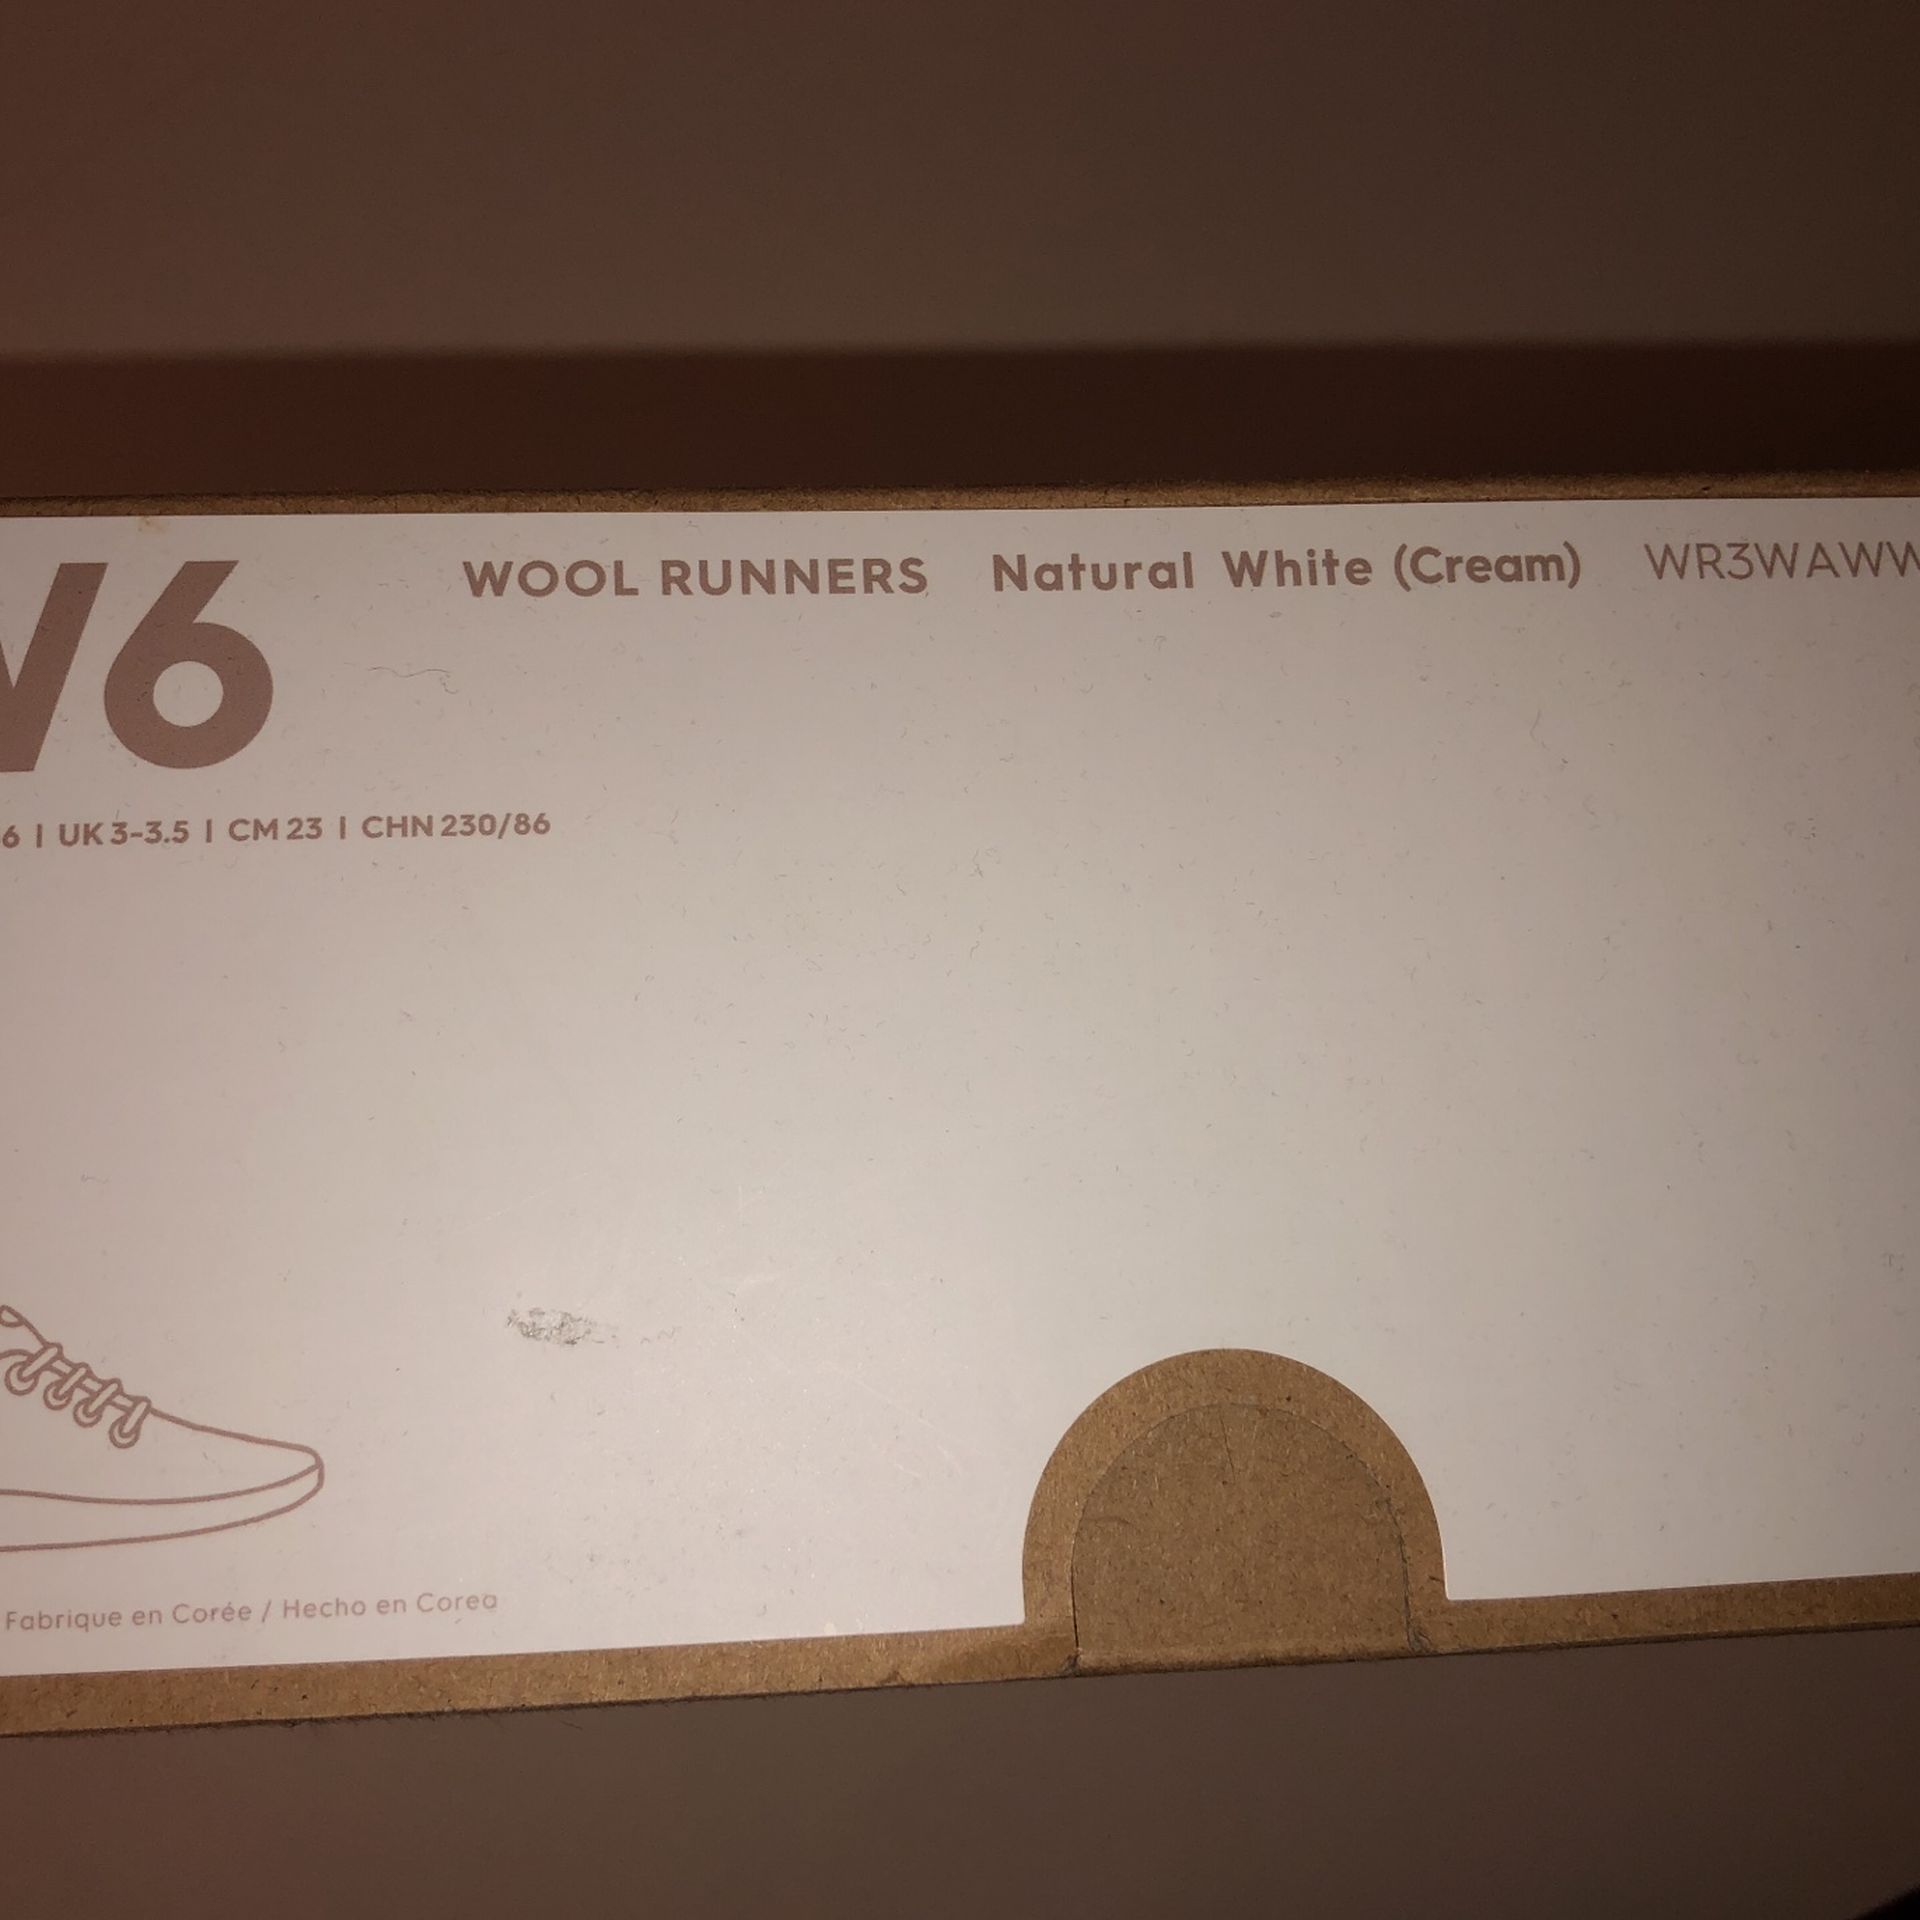 W6
WOOL RUNNERS Natural White (Cream) WR3WAWW
6 | UK 3-3.5 | CM 23 | CHN 230/86
Fabrique en Corée / Hecho en Corea